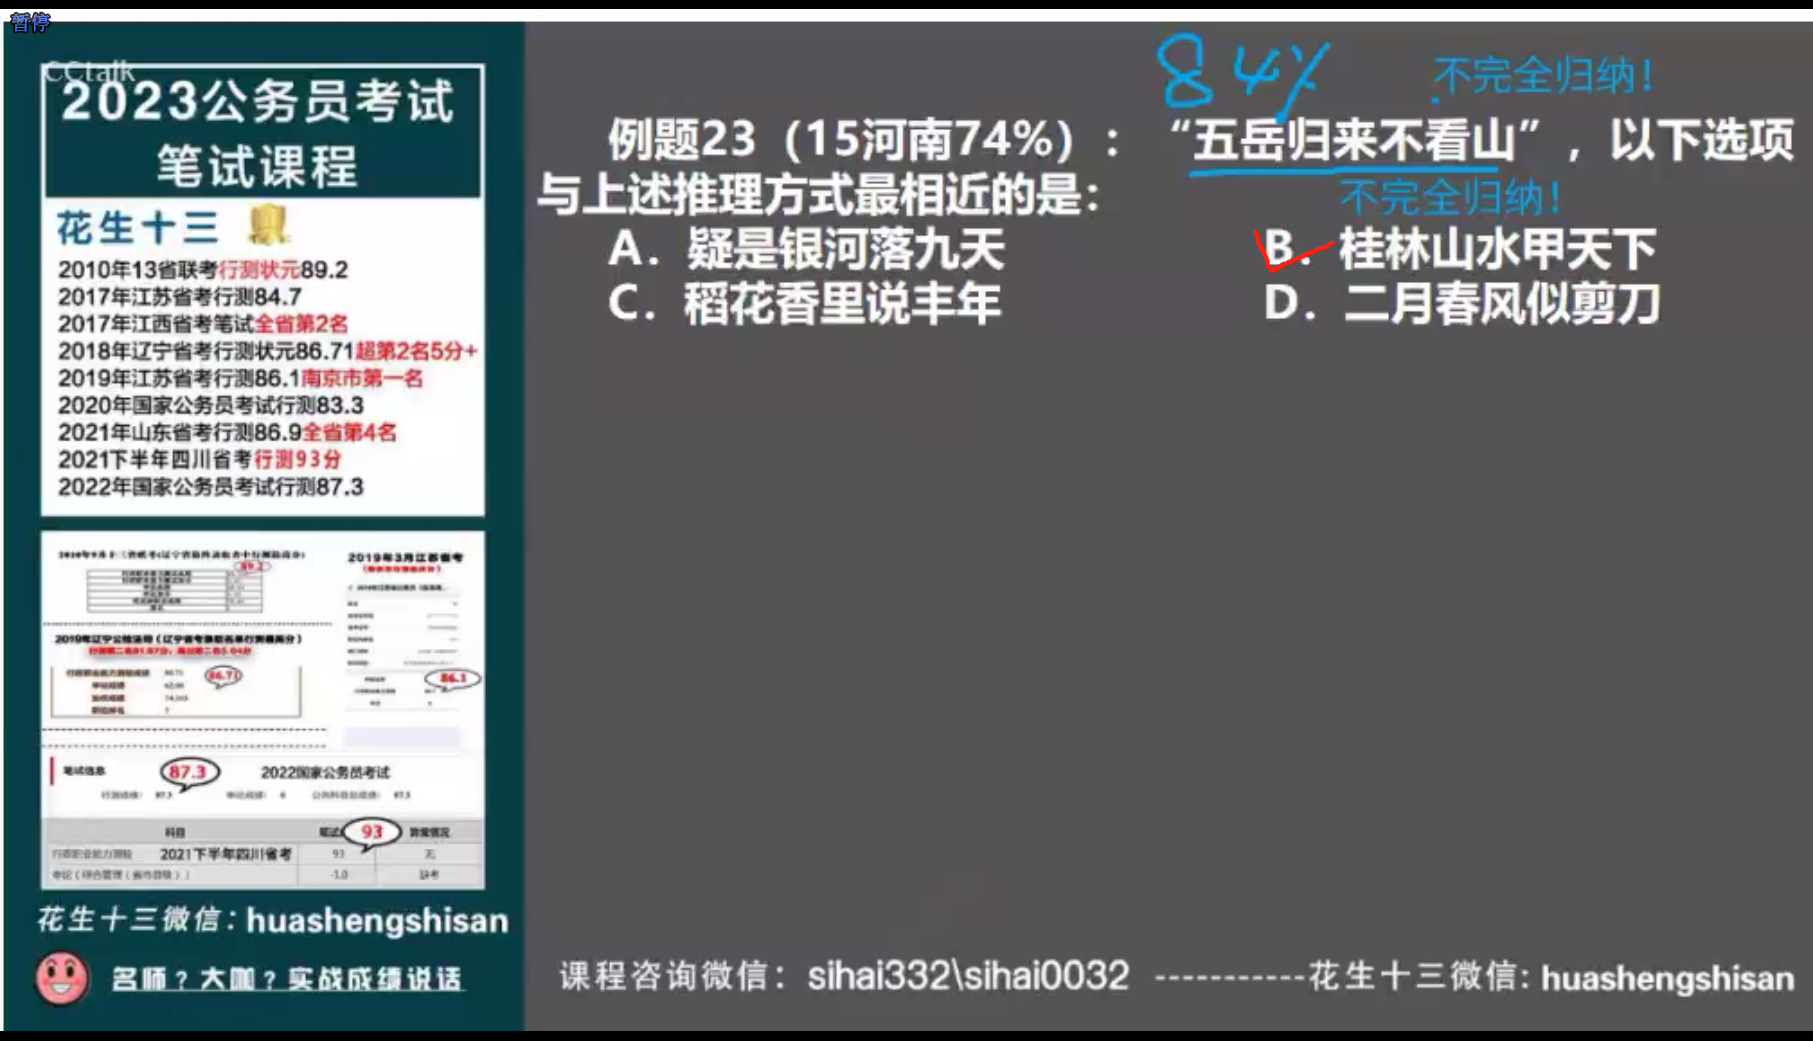 暂停
CCtalk
2023公务员考试
笔试课程
花生十三
2010年13省联考行测状元89.2
2017年江苏省考行测84.7
2017年江西省考笔试全省第2名
2018年辽宁省考行测状元86.71超第2名5分+
2019年江苏省考行测86.1南京市第一名
2020年国家公务员考试行测83.3
2021年山东省考行测86.9全省第4名
2021下半年四川省考行测93分
2022年国家公务员考试行测87.3
89.2
2019年3月江苏省考
86.71
86.1
笔试信息
87.3
2022国家公务员考试
科目
93
2021下半年四川省考
93
无
-1.0
缺考
花生十三微信：huashengshisan
名师？大咖？实战成绩说话
84%
不完全归纳！
例题23（15河南74%）：“五岳归来不看山”，以下选项
与上述推理方式最相近的是：
不完全归纳！
A．疑是银河落九天
B．桂林山水甲天下
C．稻花香里说丰年
D．二月春风似剪刀
课程咨询微信：sihai332\sihai0032 -----------花生十三微信: huashengshisan